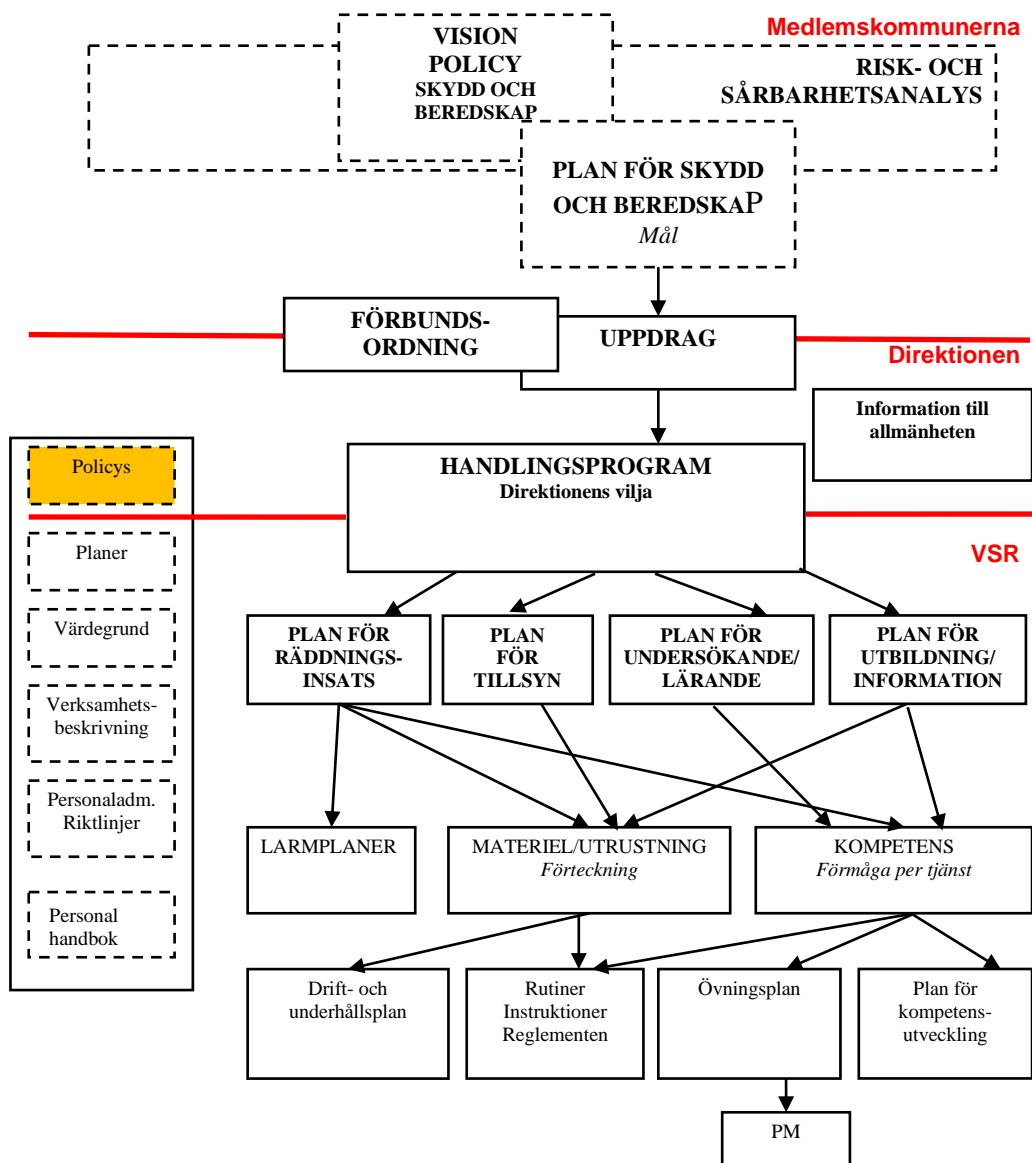 Medlemskommunerna
VISION
POLICY
SKYDD OCH
BEREDSKAP
RISK- OCH
SÅRBARHETSANALYS
PLAN FÖR SKYDD
OCH BEREDSKAP
Mål
FÖRBUNDS-
ORDNING
UPPDRAG
Direktionen
Information till
allmänheten
HANDLINGSPROGRAM
Direktionens vilja
VSR
Policys
Planer
Värdegrund
Verksamhets-
beskrivning
Personaladm.
Riktlinjer
Personal
handbok
PLAN FÖR
RÄDDNINGS-
INSATS
PLAN
FÖR
TILLSYN
PLAN FÖR
UNDERSÖKANDE/
LÄRANDE
PLAN FÖR
UTBILDNING/
INFORMATION
LARMPLANER
MATERIEL/UTRUSTNING
Förteckning
KOMPETENS
Förmåga per tjänst
Drift- och
underhållsplan
Rutiner
Instruktioner
Reglementen
Övningsplan
Plan för
kompetens-
utveckling
PM